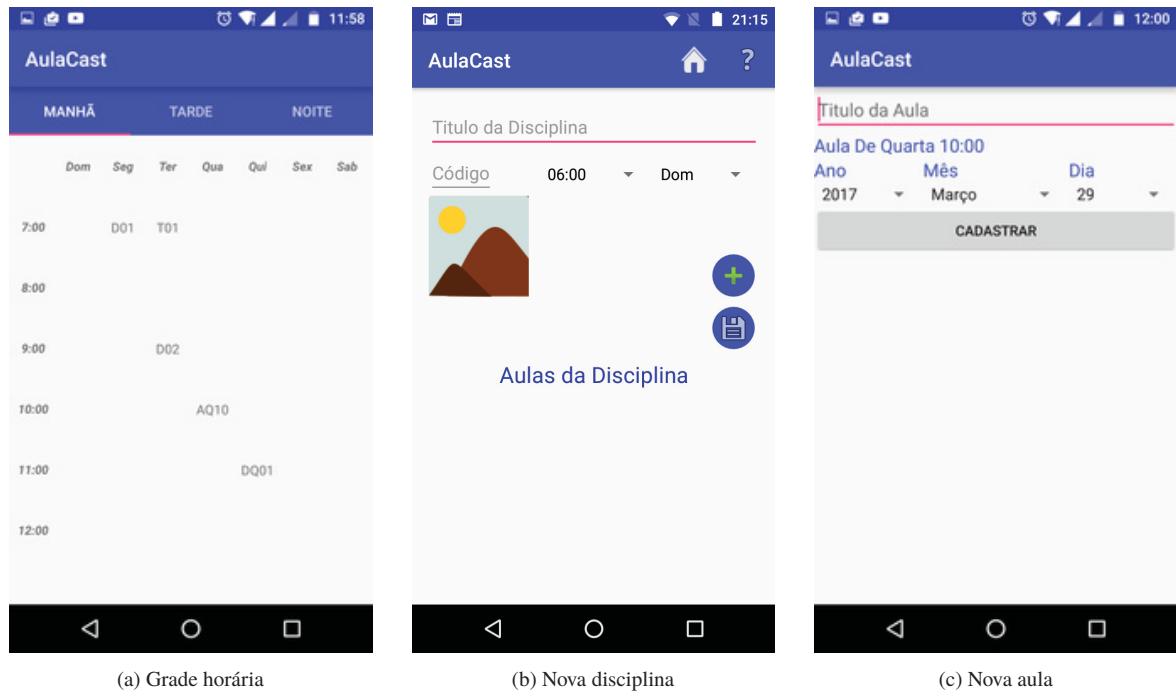 11:58
AulaCast
MANHÃ TARDE NOITE
Dom Seg Ter Qua Qui Sex Sab
7:00 D01 T01
8:00
9:00 D02
10:00 AQ10
11:00 DQ01
12:00
(a) Grade horária
21:15
AulaCast ?
Titulo da Disciplina
Código 06:00 Dom
Aulas da Disciplina
(b) Nova disciplina
12:00
AulaCast
Titulo da Aula
Aula De Quarta 10:00
Ano Mês Dia
2017 Março 29
CADASTRAR
(c) Nova aula